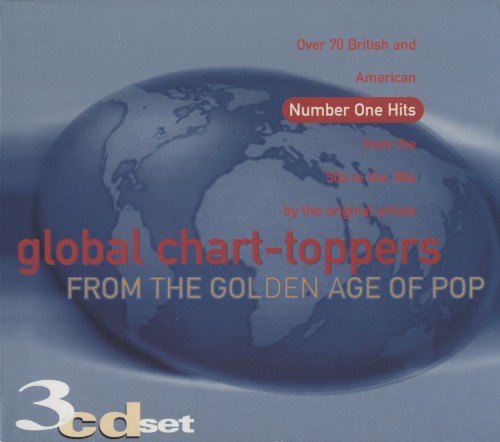 Over 70 British and
American
Number One Hits
from the
'50s to the '80s
by the original artists
global chart-toppers
FROM THE GOLDEN AGE OF POP
3cdset